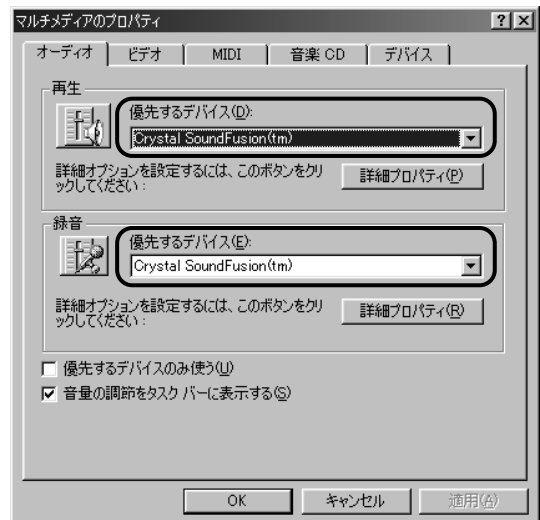 マルチメディアのプロパティ
オーディオ ビデオ MIDI 音楽 CD デバイス
再生
優先するデバイス(D):
Crystal SoundFusion(tm)
詳細オプションを設定するには、このボタンをクリ
ックしてください:
詳細プロパティ(P)
録音
優先するデバイス(E):
Crystal SoundFusion(tm)
詳細オプションを設定するには、このボタンをクリ
ックしてください:
詳細プロパティ(R)
優先するデバイスのみ使う(U)
音量の調節をタスク バーに表示する(S)
OK キャンセル 適用(A)